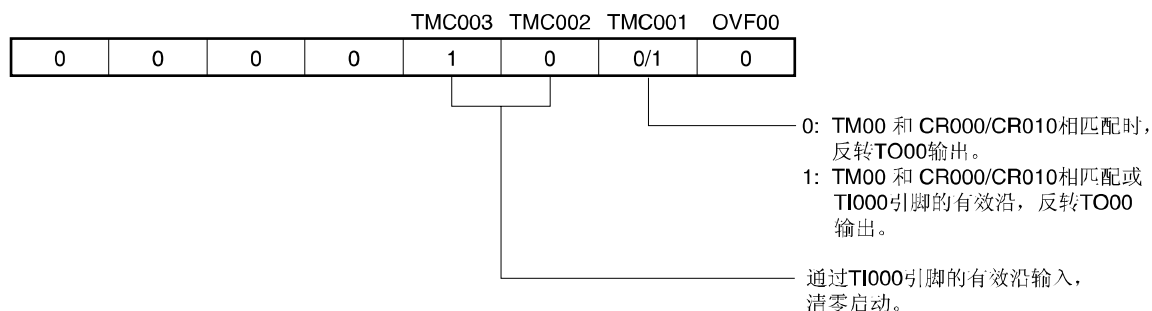 TMC003 TMC002 TMC001 OVF00
0 0 0 0 1 0 0/1 0
0: TM00 和 CR000/CR010相匹配时，
反转TO00输出。
1: TM00 和 CR000/CR010相匹配或
TI000引脚的有效沿，反转TO00
输出。
通过TI000引脚的有效沿输入，
清零启动。